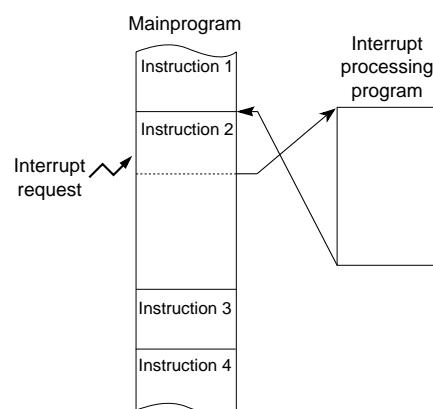 Mainprogram
Instruction 1
Instruction 2
Interrupt
request
Instruction 3
Instruction 4
Interrupt
processing
program